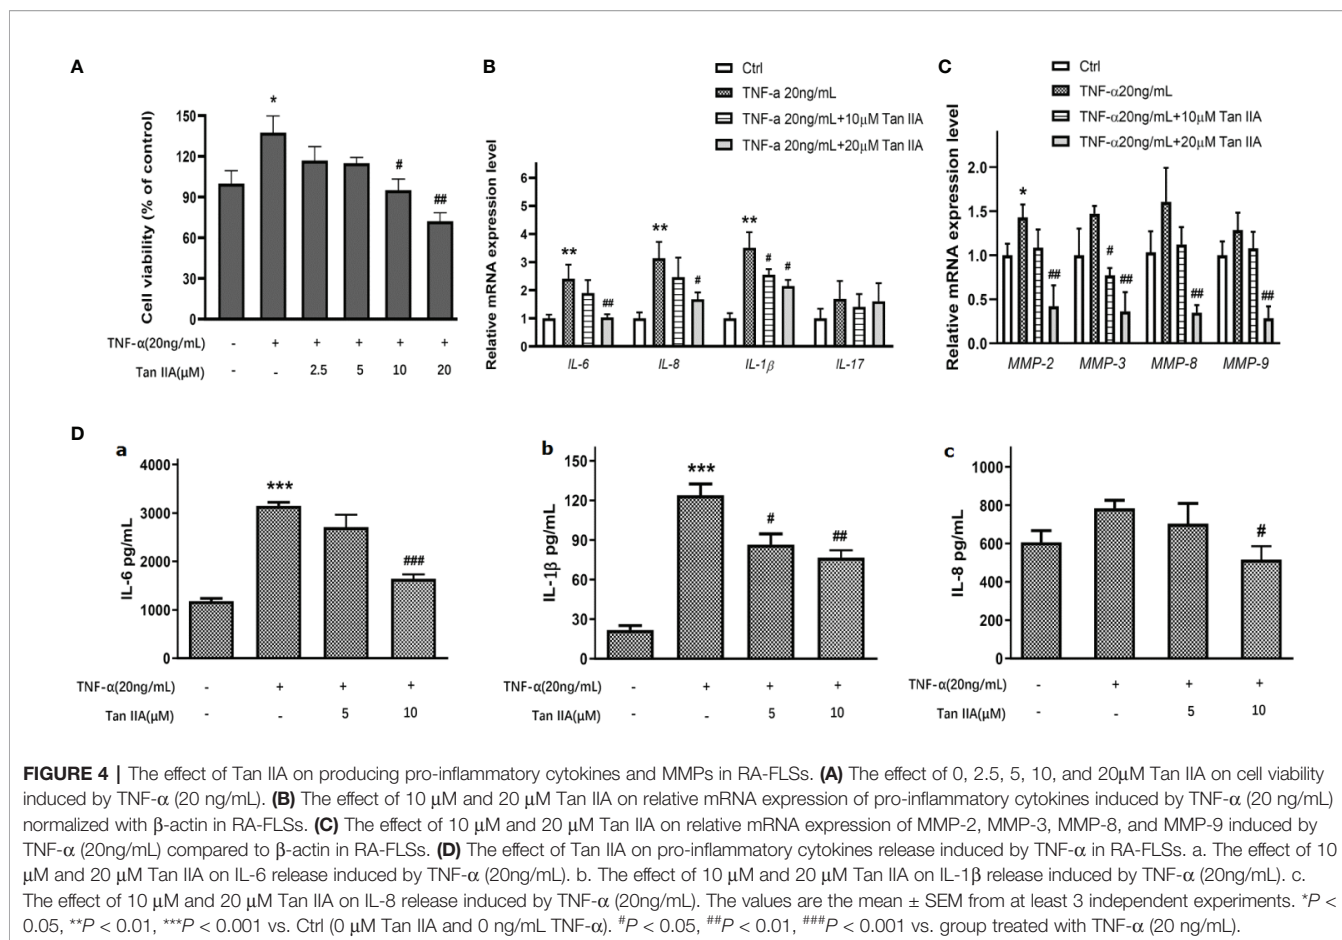 A
Cell viability (% of control)
150
120
90
60
30
0
*
#
##
TNF-α(20ng/mL) - + + + + +
Tan IIA(μM) - - 2.5 5 10 20
B
Ctrl
TNF-a 20ng/mL
TNF-a 20ng/mL+10μM Tan IIA
TNF-a 20ng/mL+20μM Tan IIA
Relative mRNA expression level
6
5
4
3
2
1
0
**
##
**
#
**
#
#
IL-6 IL-8 IL-1β IL-17
C
Ctrl
TNF-α20ng/mL
TNF-α20ng/mL+10μM Tan IIA
TNF-α20ng/mL+20μM Tan IIA
Relative mRNA expression level
2.0
1.5
1.0
0.5
0.0
*
##
#
##
##
##
MMP-2 MMP-3 MMP-8 MMP-9
D
a
IL-6 pg/mL
4000
3000
2000
1000
0
***
###
TNF-α(20ng/mL) - + + +
Tan IIA(μM) - - 5 10
b
IL-1β pg/mL
150
120
90
60
30
0
***
#
##
TNF-α(20ng/mL) - + + +
Tan IIA(μM) - - 5 10
c
IL-8 pg/mL
1000
800
600
400
200
0
#
TNF-α(20ng/mL) - + + +
Tan IIA(μM) - - 5 10
FIGURE 4 | The effect of Tan IIA on producing pro-inflammatory cytokines and MMPs in RA-FLSs. (A) The effect of 0, 2.5, 5, 10, and 20μM Tan IIA on cell viability
induced by TNF-α (20 ng/mL). (B) The effect of 10 μM and 20 μM Tan IIA on relative mRNA expression of pro-inflammatory cytokines induced by TNF-α (20 ng/mL)
normalized with β-actin in RA-FLSs. (C) The effect of 10 μM and 20 μM Tan IIA on relative mRNA expression of MMP-2, MMP-3, MMP-8, and MMP-9 induced by
TNF-α (20ng/mL) compared to β-actin in RA-FLSs. (D) The effect of Tan IIA on pro-inflammatory cytokines release induced by TNF-α in RA-FLSs. a. The effect of 10
μM and 20 μM Tan IIA on IL-6 release induced by TNF-α (20ng/mL). b. The effect of 10 μM and 20 μM Tan IIA on IL-1β release induced by TNF-α (20ng/mL). c.
The effect of 10 μM and 20 μM Tan IIA on IL-8 release induced by TNF-α (20ng/mL). The values are the mean ± SEM from at least 3 independent experiments. *P <
0.05, **P < 0.01, ***P < 0.001 vs. Ctrl (0 μM Tan IIA and 0 ng/mL TNF-α). #P < 0.05, ##P < 0.01, ###P < 0.001 vs. group treated with TNF-α (20 ng/mL).